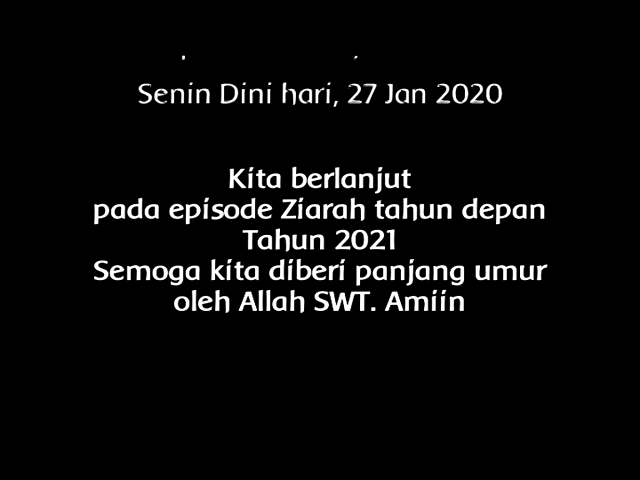 Senin Dini hari, 27 Jan 2020
Kita berlanjut
pada episode Ziarah tahun depan
Tahun 2021
Semoga kita diberi panjang umur
oleh Allah SWT. Amiin